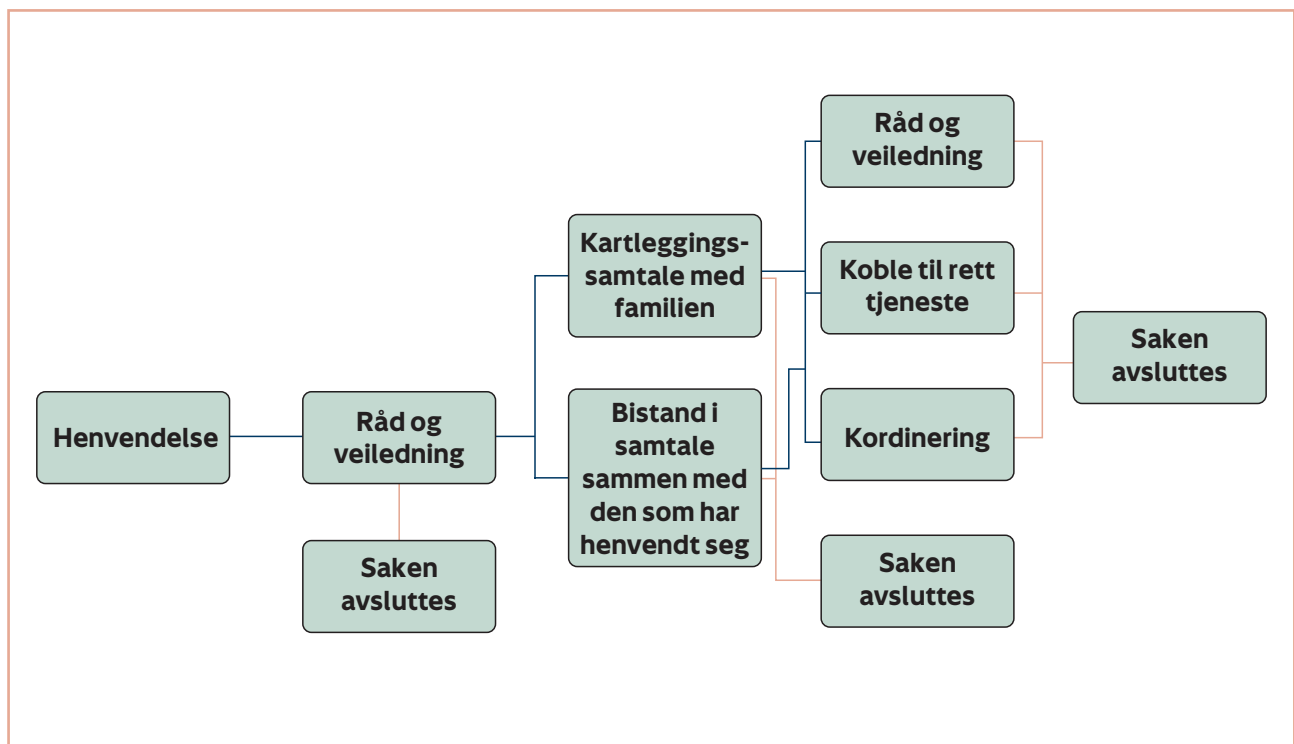 Henvendelse
Råd og
veiledning
Saken
avsluttes
Kartleggings-
samtale med
familien
Bistand i
samtale
sammen med
den som har
henvendt seg
Råd og
veiledning
Koble til rett
tjeneste
Kordinering
Saken
avsluttes
Saken
avsluttes